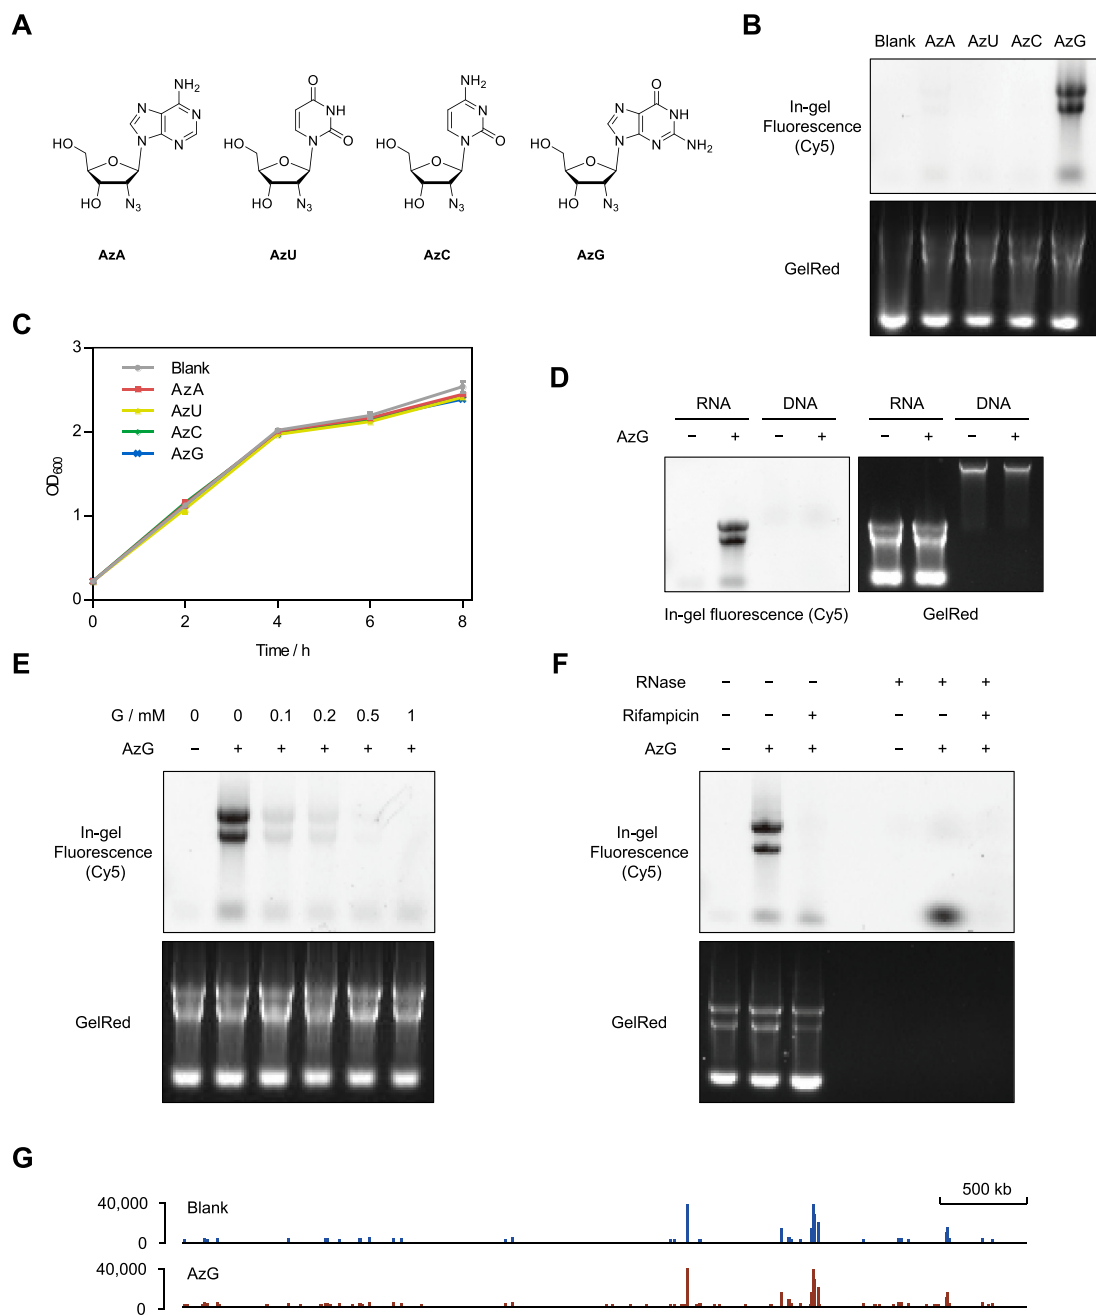 A
NH₂
N
N
N
N
HO
O
HO
N₃
AzA
O
NH
N
O
HO
O
HO
N₃
AzU
NH₂
N
N
O
HO
O
HO
N₃
AzC
O
N
NH
N
N
NH₂
HO
O
HO
N₃
AzG
B
Blank AzA AzU AzC AzG
In-gel
Fluorescence
(Cy5)
GelRed
C
3
2
1
0
OD₆₀₀
Blank
AzA
AzU
AzC
AzG
0 2 4 6 8
Time / h
D
RNA DNA RNA DNA
AzG − + − + − + − +
In-gel fluorescence (Cy5) GelRed
E
G / mM 0 0 0.1 0.2 0.5 1
AzG − + + + + +
In-gel
Fluorescence
(Cy5)
GelRed
F
RNase − − − + + +
Rifampicin − − + − − +
AzG − + + − + +
In-gel
Fluorescence
(Cy5)
GelRed
G
500 kb
40,000
Blank
0
40,000
AzG
0